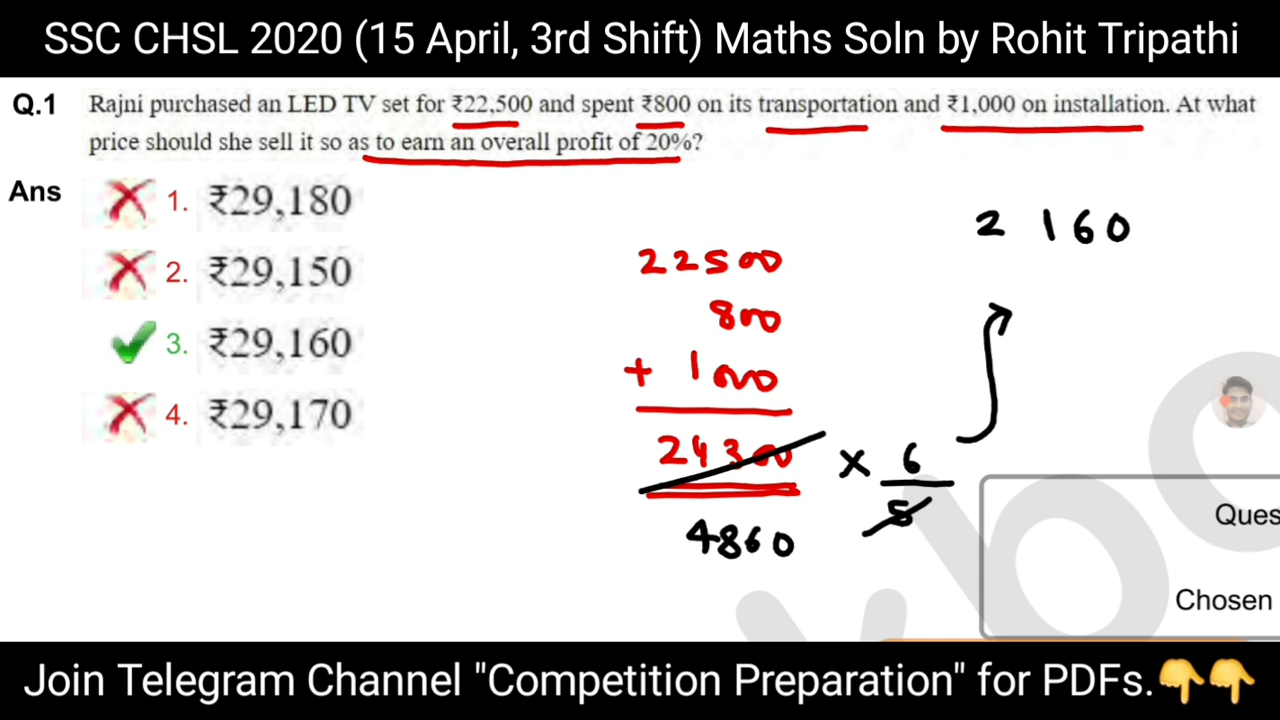 SSC CHSL 2020 (15 April, 3rd Shift) Maths Soln by Rohit Tripathi
Q.1 Rajni purchased an LED TV set for ₹22,500 and spent ₹800 on its transportation and ₹1,000 on installation. At what
price should she sell it so as to earn an overall profit of 20%?
Ans
1. ₹29,180
2. ₹29,150
3. ₹29,160
4. ₹29,170
22500
800
+ 1000
24300 × 6/5
4860
2 160
Ques
Chosen
Join Telegram Channel "Competition Preparation" for PDFs.👇👇